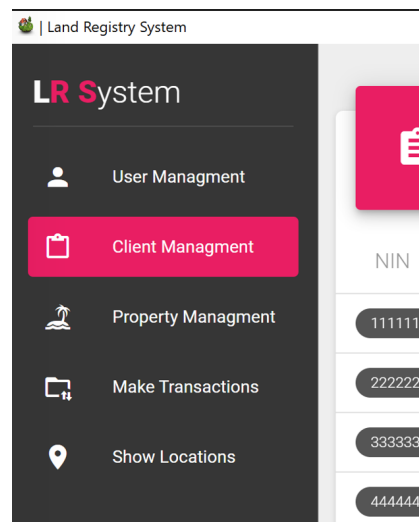 | Land Registry System
LR System
User Managment
Client Managment
Property Managment
Make Transactions
Show Locations
NIN
111111
222222
333333
444444